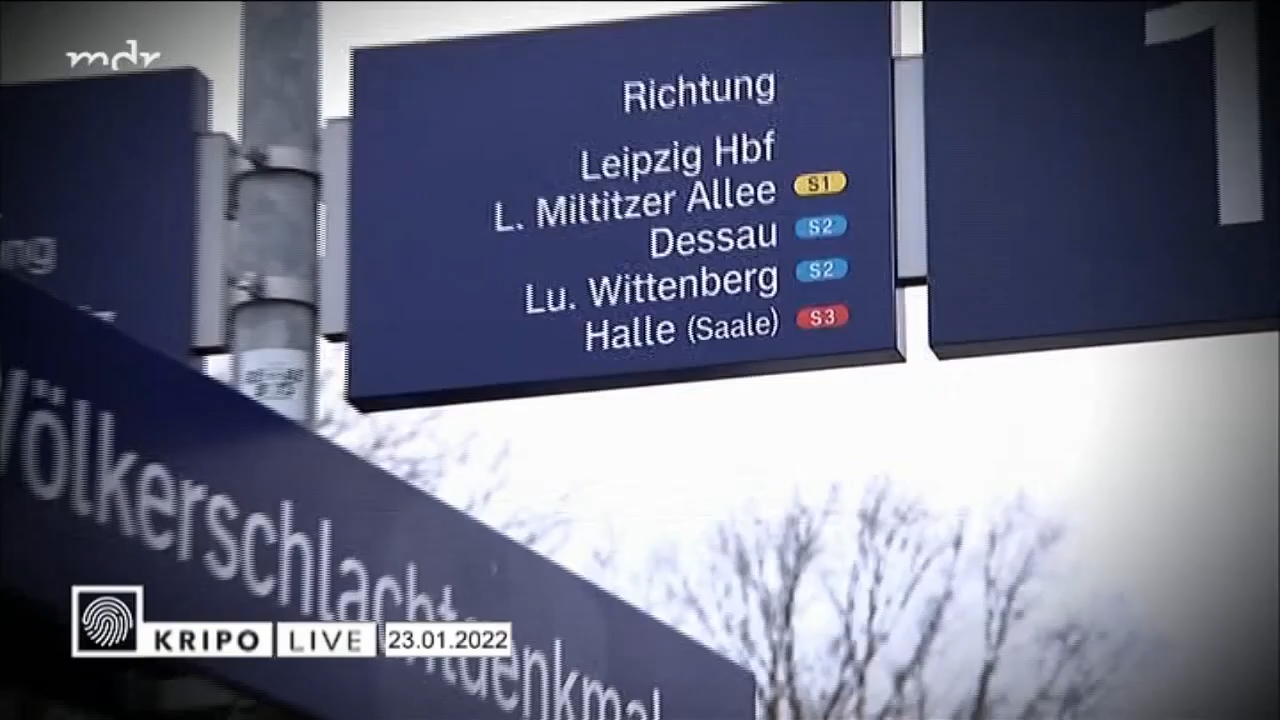 mdr
Richtung
Leipzig Hbf
L. Miltitzer Allee S1
Dessau S2
Lu. Wittenberg S2
Halle (Saale) S3
1
Völkerschlachtdenkmal
KRIPO LIVE 23.01.2022